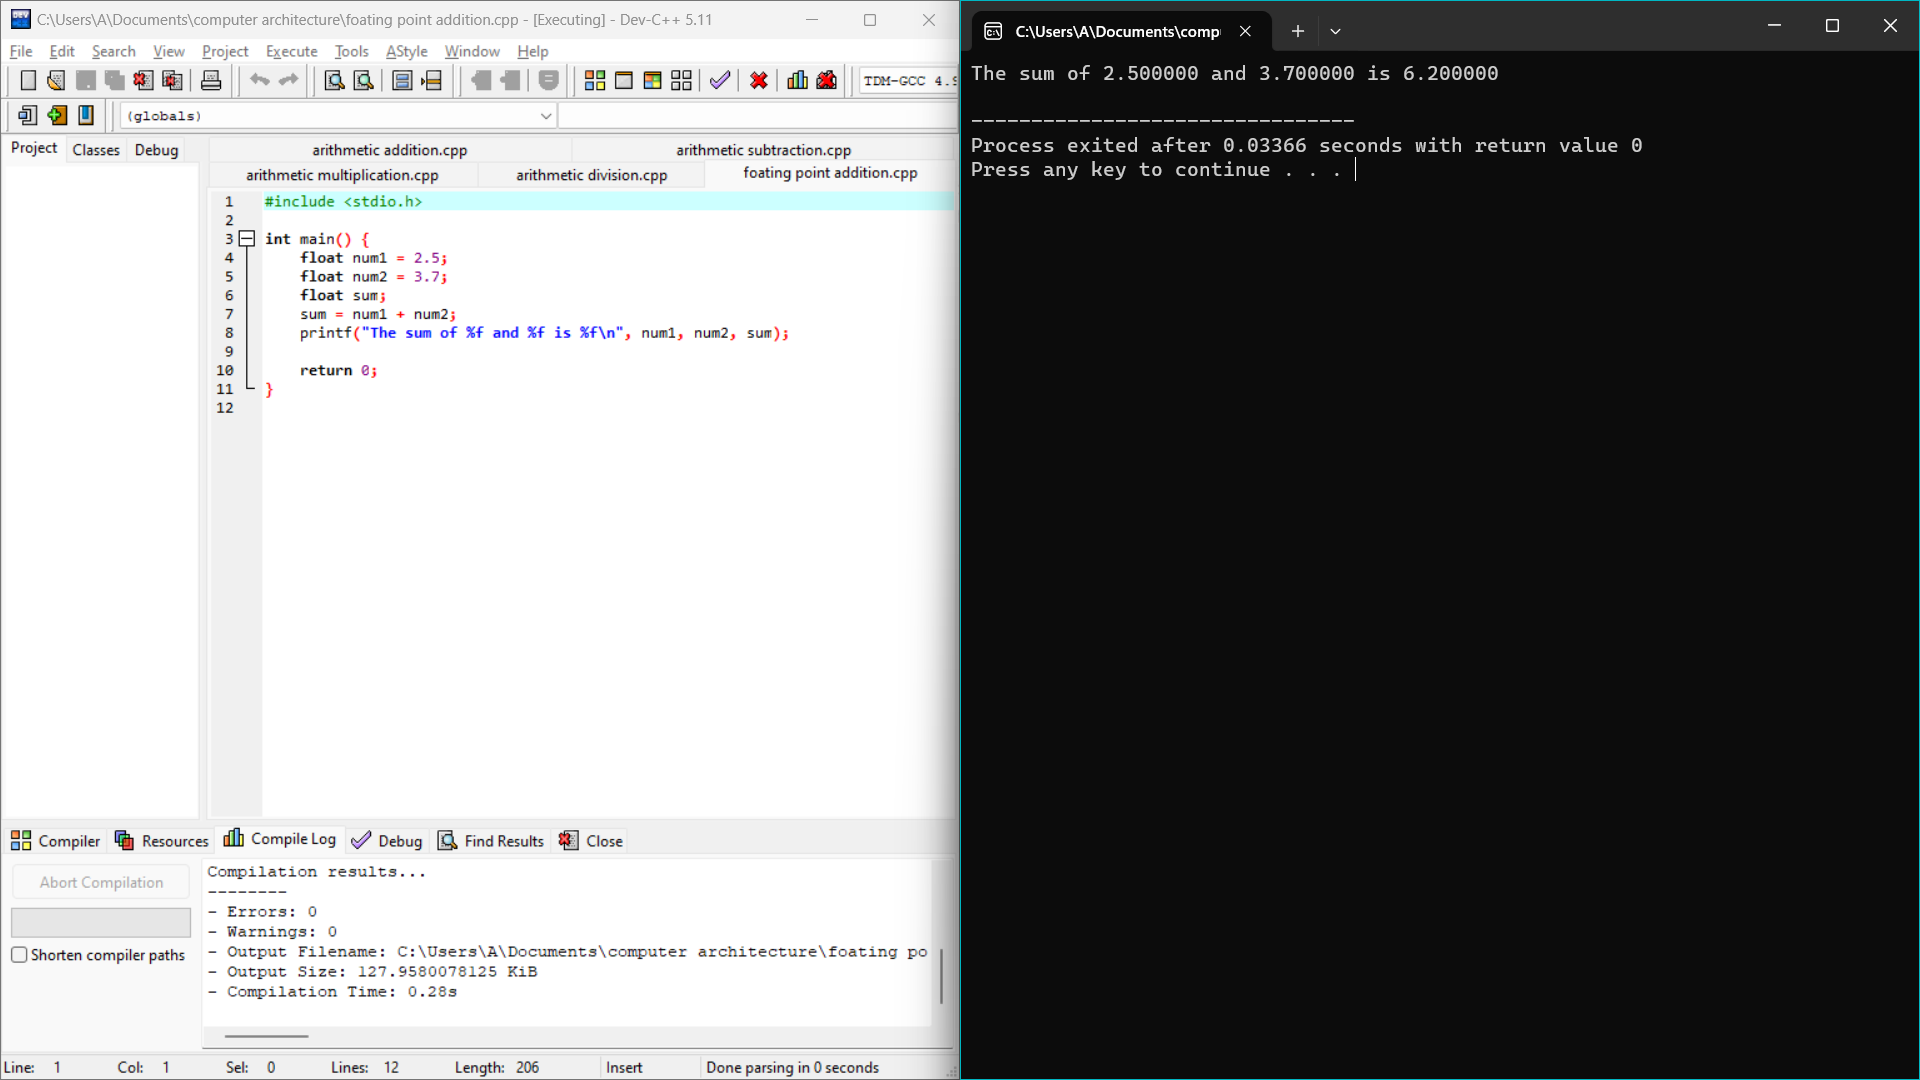 C:\Users\A\Documents\computer architecture\foating point addition.cpp - [Executing] - Dev-C++ 5.11
File Edit Search View Project Execute Tools AStyle Window Help
TDM-GCC 4.9
(globals)
Project Classes Debug
arithmetic addition.cpp arithmetic subtraction.cpp
arithmetic multiplication.cpp arithmetic division.cpp foating point addition.cpp
1 #include <stdio.h>
2
3 int main() {
4 float num1 = 2.5;
5 float num2 = 3.7;
6 float sum;
7 sum = num1 + num2;
8 printf("The sum of %f and %f is %f\n", num1, num2, sum);
9
10 return 0;
11 }
12
Compiler Resources Compile Log Debug Find Results Close
Abort Compilation
Shorten compiler paths
Compilation results...
--------
- Errors: 0
- Warnings: 0
- Output Filename: C:\Users\A\Documents\computer architecture\foating po
- Output Size: 127.9580078125 KiB
- Compilation Time: 0.28s
Line: 1 Col: 1 Sel: 0 Lines: 12 Length: 206 Insert Done parsing in 0 seconds
C:\Users\A\Documents\comp
The sum of 2.500000 and 3.700000 is 6.200000
--------------------------------
Process exited after 0.03366 seconds with return value 0
Press any key to continue . . .